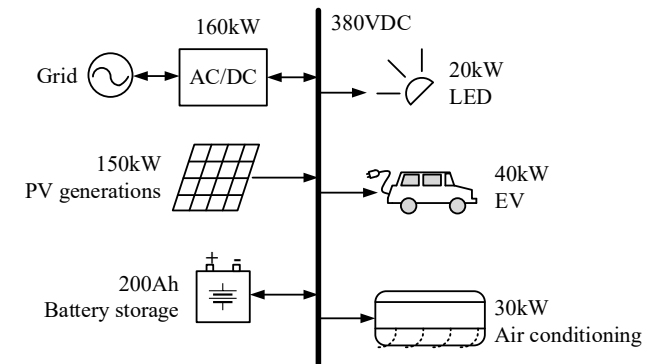 160kW
380VDC
Grid
AC/DC
20kW
LED
150kW
PV generations
40kW
EV
+ -
200Ah
Battery storage
30kW
Air conditioning